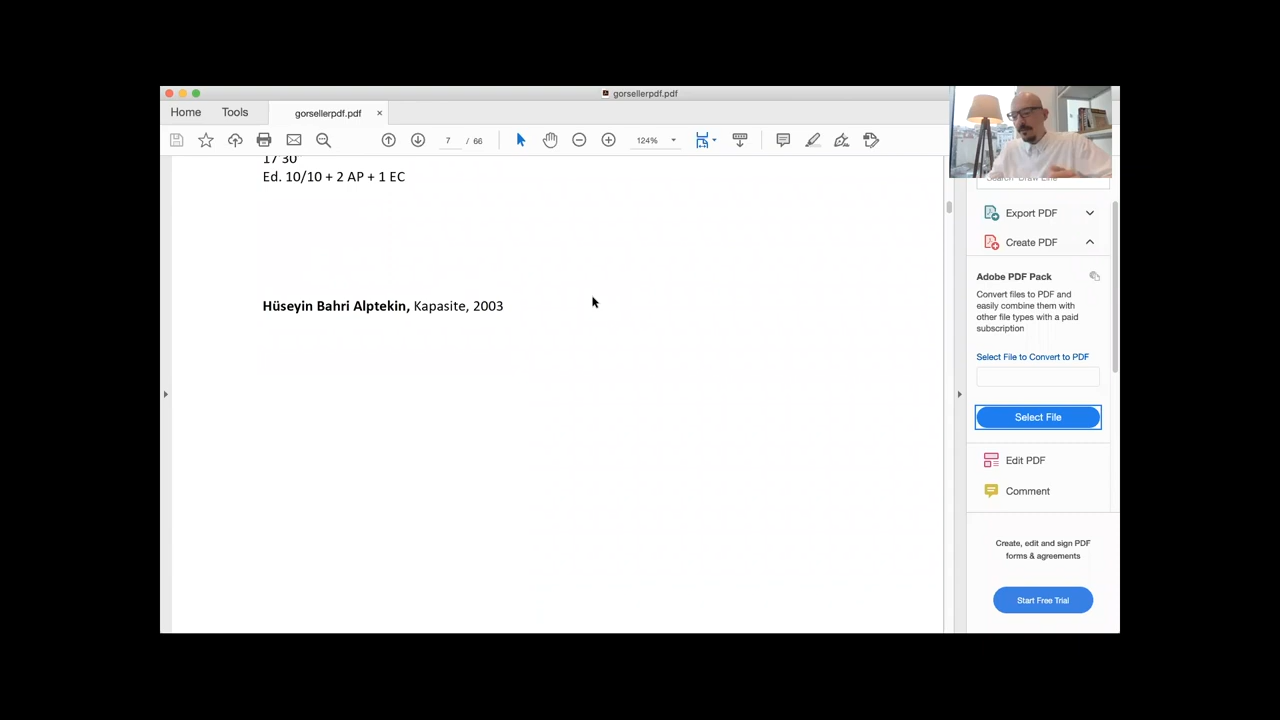 gorsellerpdf.pdf
Home
Tools
gorsellerpdf.pdf
7 / 66
124%
17'30
Ed. 10/10 + 2 AP + 1 EC
Hüseyin Bahri Alptekin, Kapasite, 2003
Export PDF
Create PDF
Adobe PDF Pack
Convert files to PDF and
easily combine them with
other file types with a paid
subscription
Select File to Convert to PDF
Select File
Edit PDF
Comment
Create, edit and sign PDF
forms & agreements
Start Free Trial